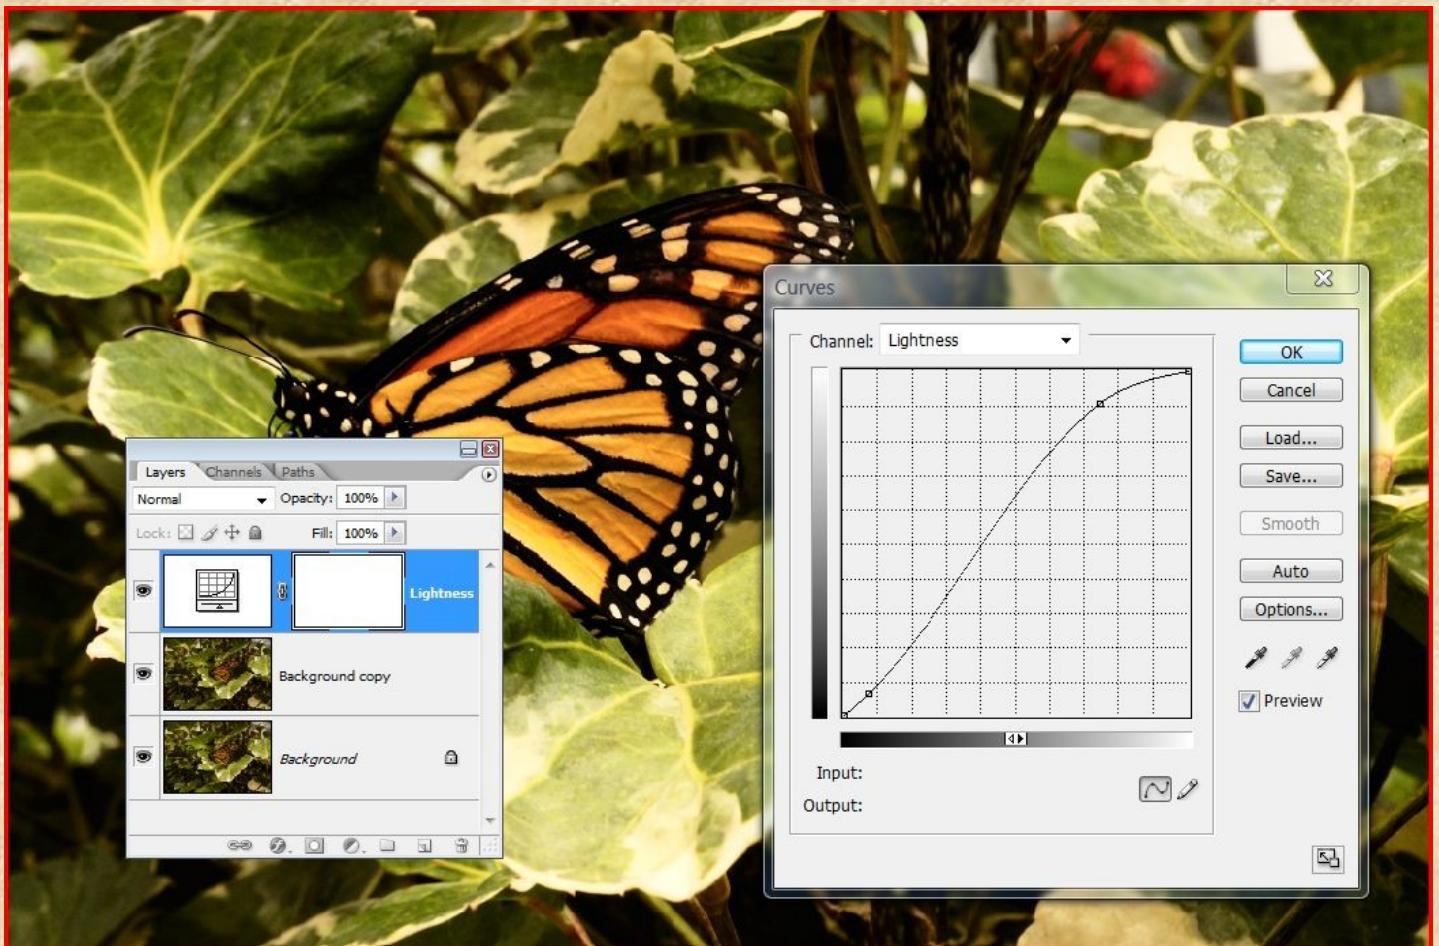 Curves
Channel: Lightness
OK
Cancel
Load...
Save...
Smooth
Auto
Options...
Preview
Input:
Output:
Layers Channels Paths
Normal Opacity: 100%
Lock: Fill: 100%
Lightness
Background copy
Background